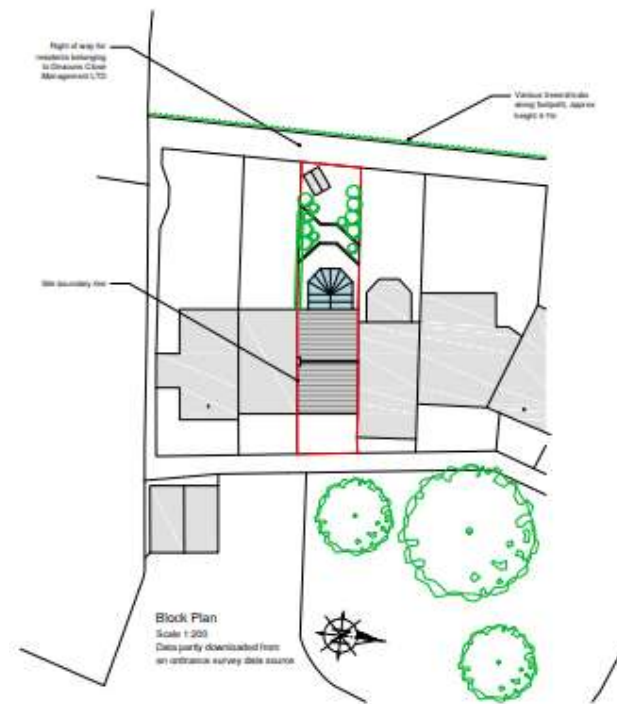 Right of way for
residents belonging
to Deacons Close
Management LTD
Various trees/shrubs
along footpath, approx
height 4-7m
Site boundary line
Block Plan
Scale 1:200
Data partly downloaded from
an ordnance survey data source